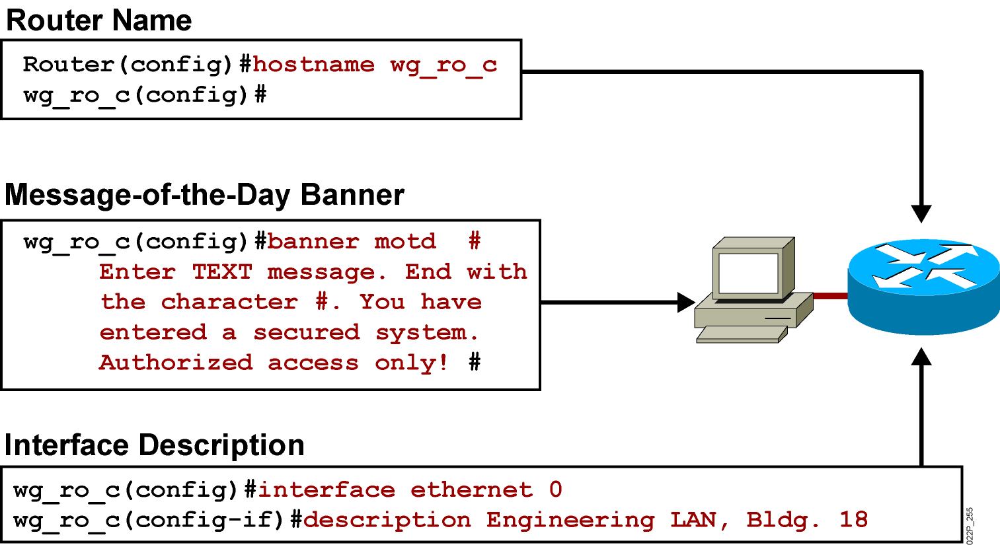 Router Name
Router(config)#hostname wg_ro_c
wg_ro_c(config)#
Message-of-the-Day Banner
wg_ro_c(config)#banner motd #
Enter TEXT message. End with
the character #. You have
entered a secured system.
Authorized access only! #
Interface Description
wg_ro_c(config)#interface ethernet 0
wg_ro_c(config-if)#description Engineering LAN, Bldg. 18
022P_255